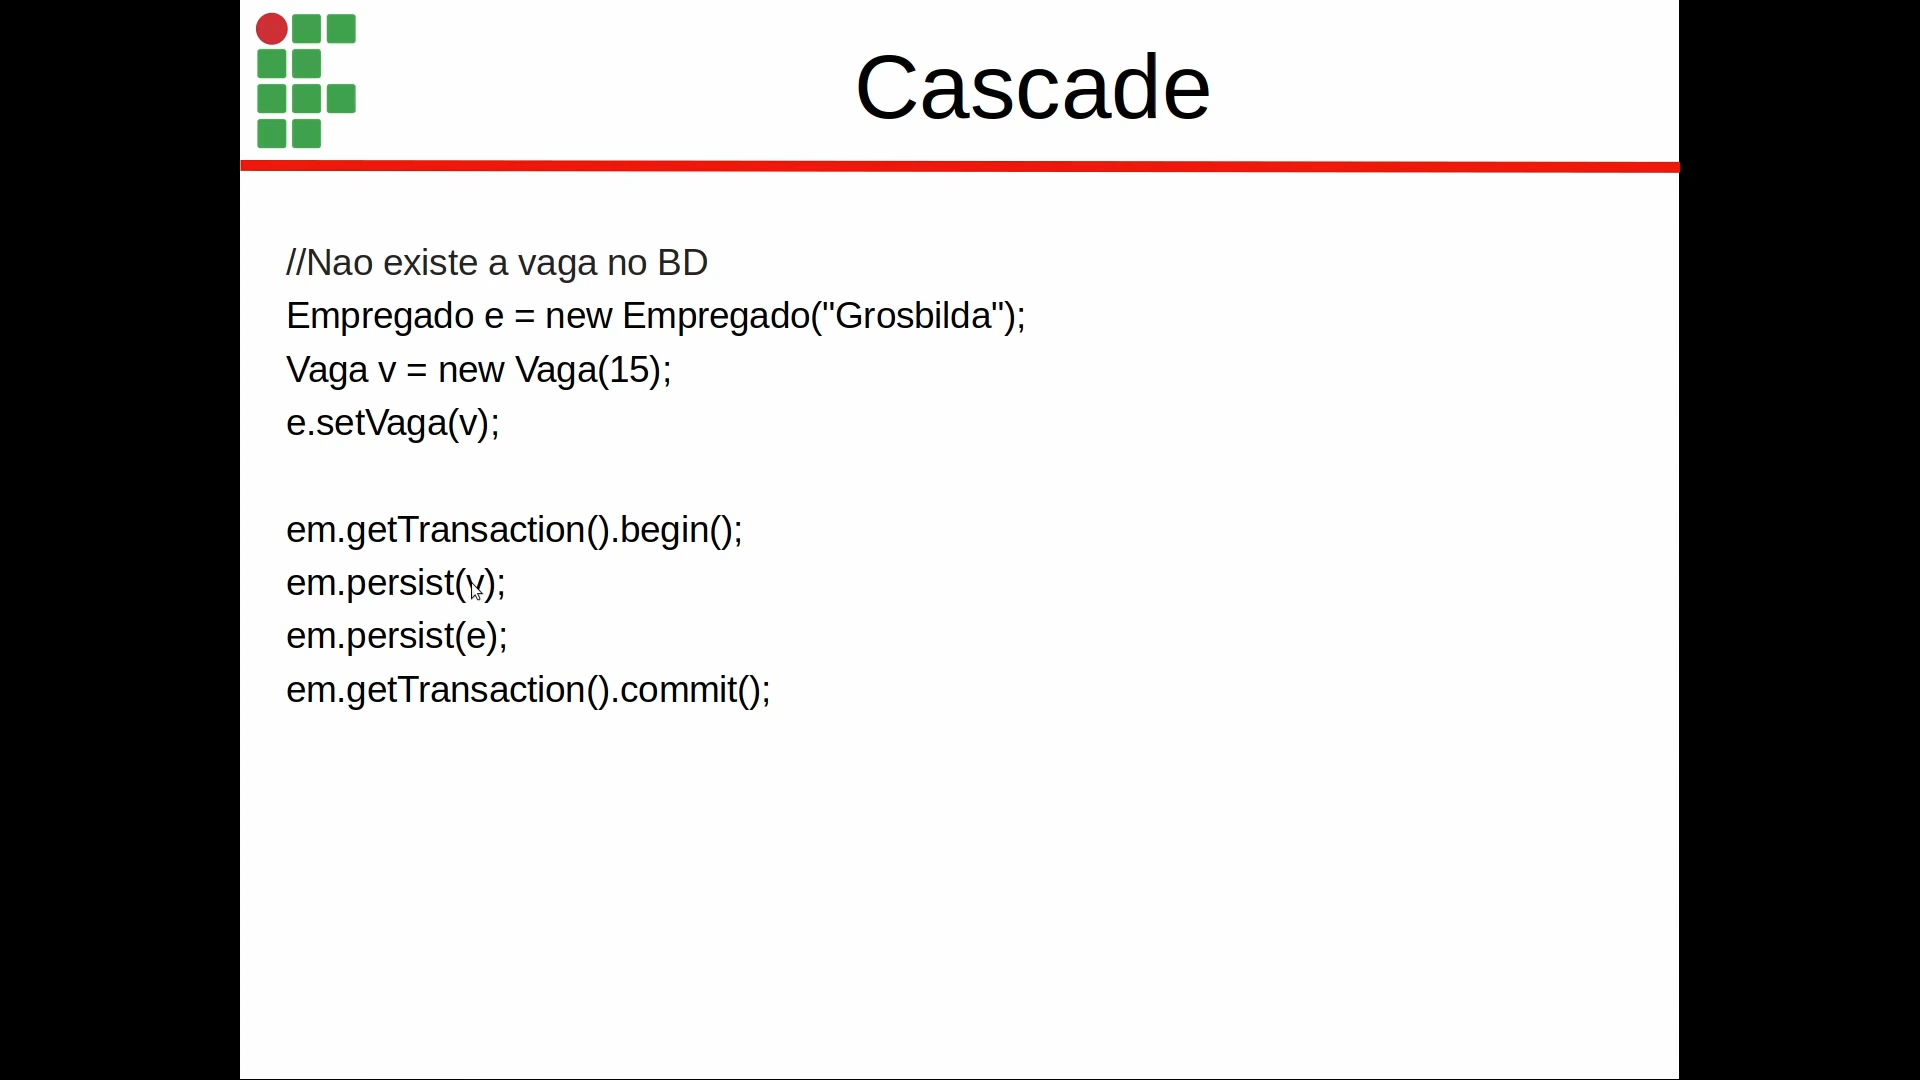 Cascade
//Nao existe a vaga no BD
Empregado e = new Empregado("Grosbilda");
Vaga v = new Vaga(15);
e.setVaga(v);
em.getTransaction().begin();
em.persist(v);
em.persist(e);
em.getTransaction().commit();